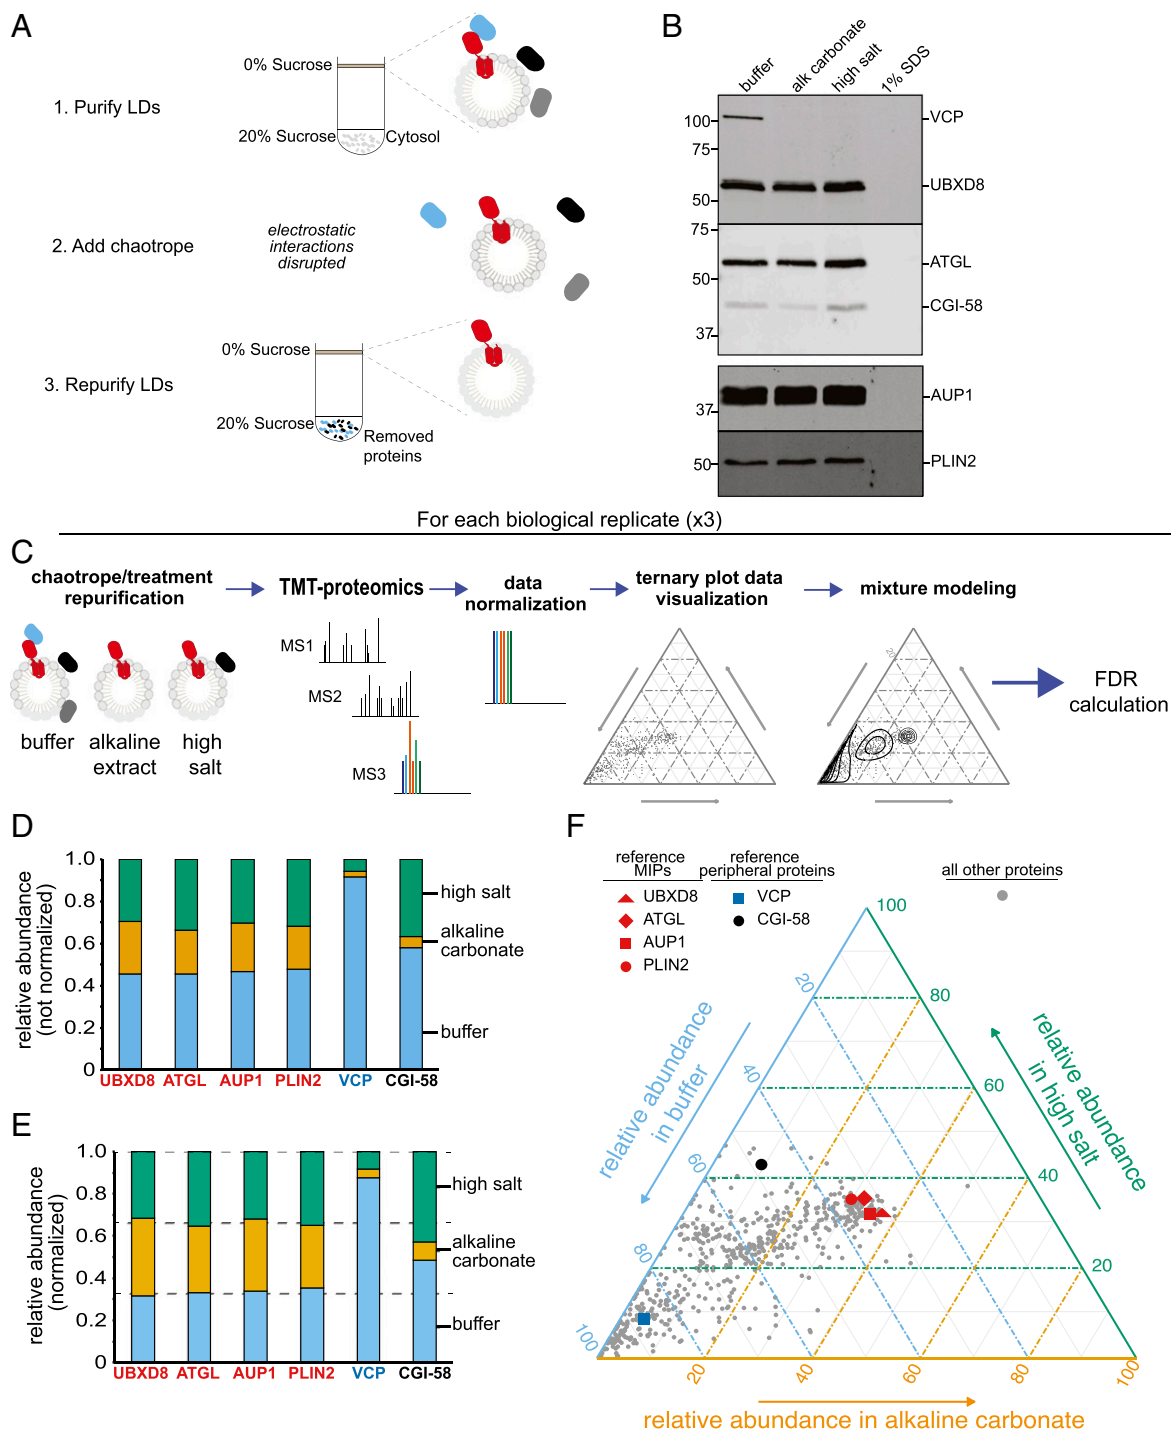 A
0% Sucrose
1. Purify LDs
20% Sucrose
Cytosol
2. Add chaotrope
electrostatic
interactions
disrupted
0% Sucrose
3. Repurify LDs
20% Sucrose
Removed
proteins
B
buffer
alk carbonate
high salt
1% SDS
100
75
50
VCP
UBXD8
75
50
37
ATGL
CGI-58
37
AUP1
50
PLIN2
For each biological replicate (x3)
C
chaotrope/treatment
repurification
TMT-proteomics
data
normalization
ternary plot data
visualization
mixture modeling
MS1
MS2
MS3
20
FDR
calculation
buffer
alkaline
extract
high
salt
D
relative abundance
(not normalized)
1.0
0.8
0.6
0.4
0.2
0
high salt
alkaline
carbonate
buffer
UBXD8 ATGL AUP1 PLIN2 VCP CGI-58
E
relative abundance
(normalized)
1.0
0.8
0.6
0.4
0.2
0
high salt
alkaline
carbonate
buffer
UBXD8 ATGL AUP1 PLIN2 VCP CGI-58
F
reference
MIPs
UBXD8
ATGL
AUP1
PLIN2
reference
peripheral proteins
VCP
CGI-58
all other proteins
relative abundance
in buffer
20
40
60
80
100
relative abundance
in high salt
100
80
60
40
20
20
40
60
80
100
relative abundance in alkaline carbonate